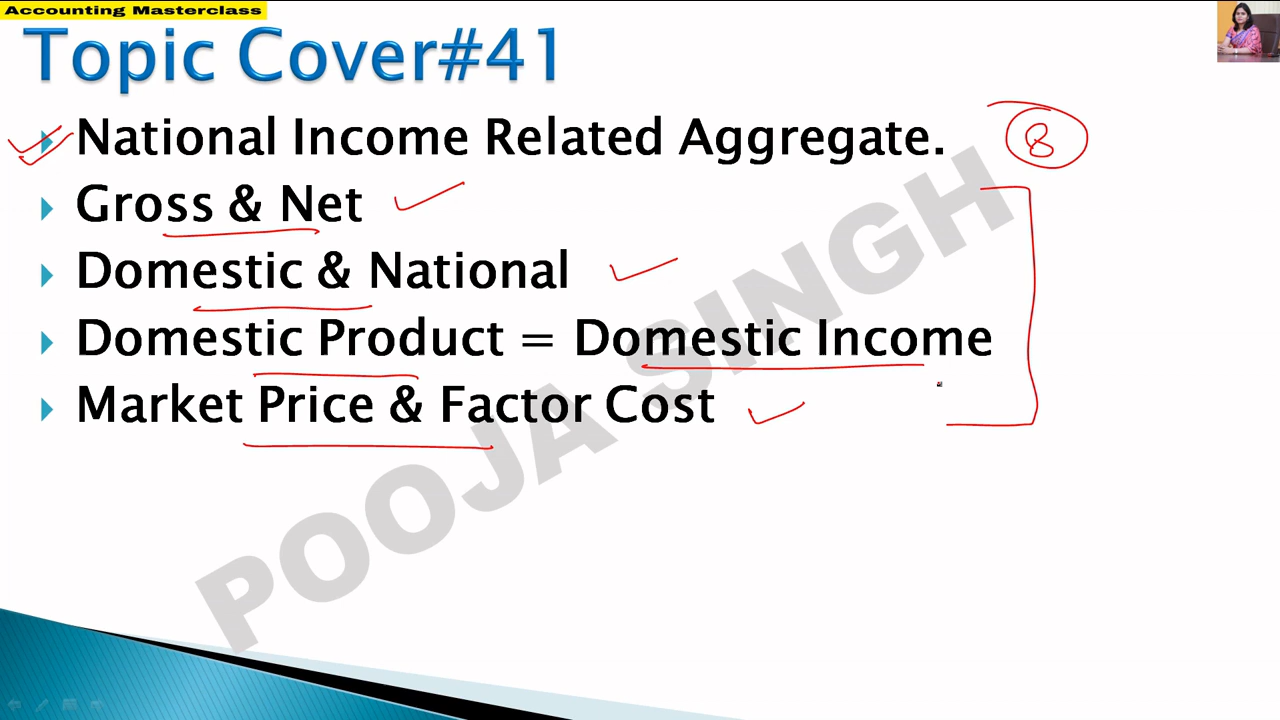 Accounting Masterclass
Topic Cover#41
National Income Related Aggregate.
8
Gross & Net
Domestic & National
Domestic Product = Domestic Income
Market Price & Factor Cost
POOJA SINGH